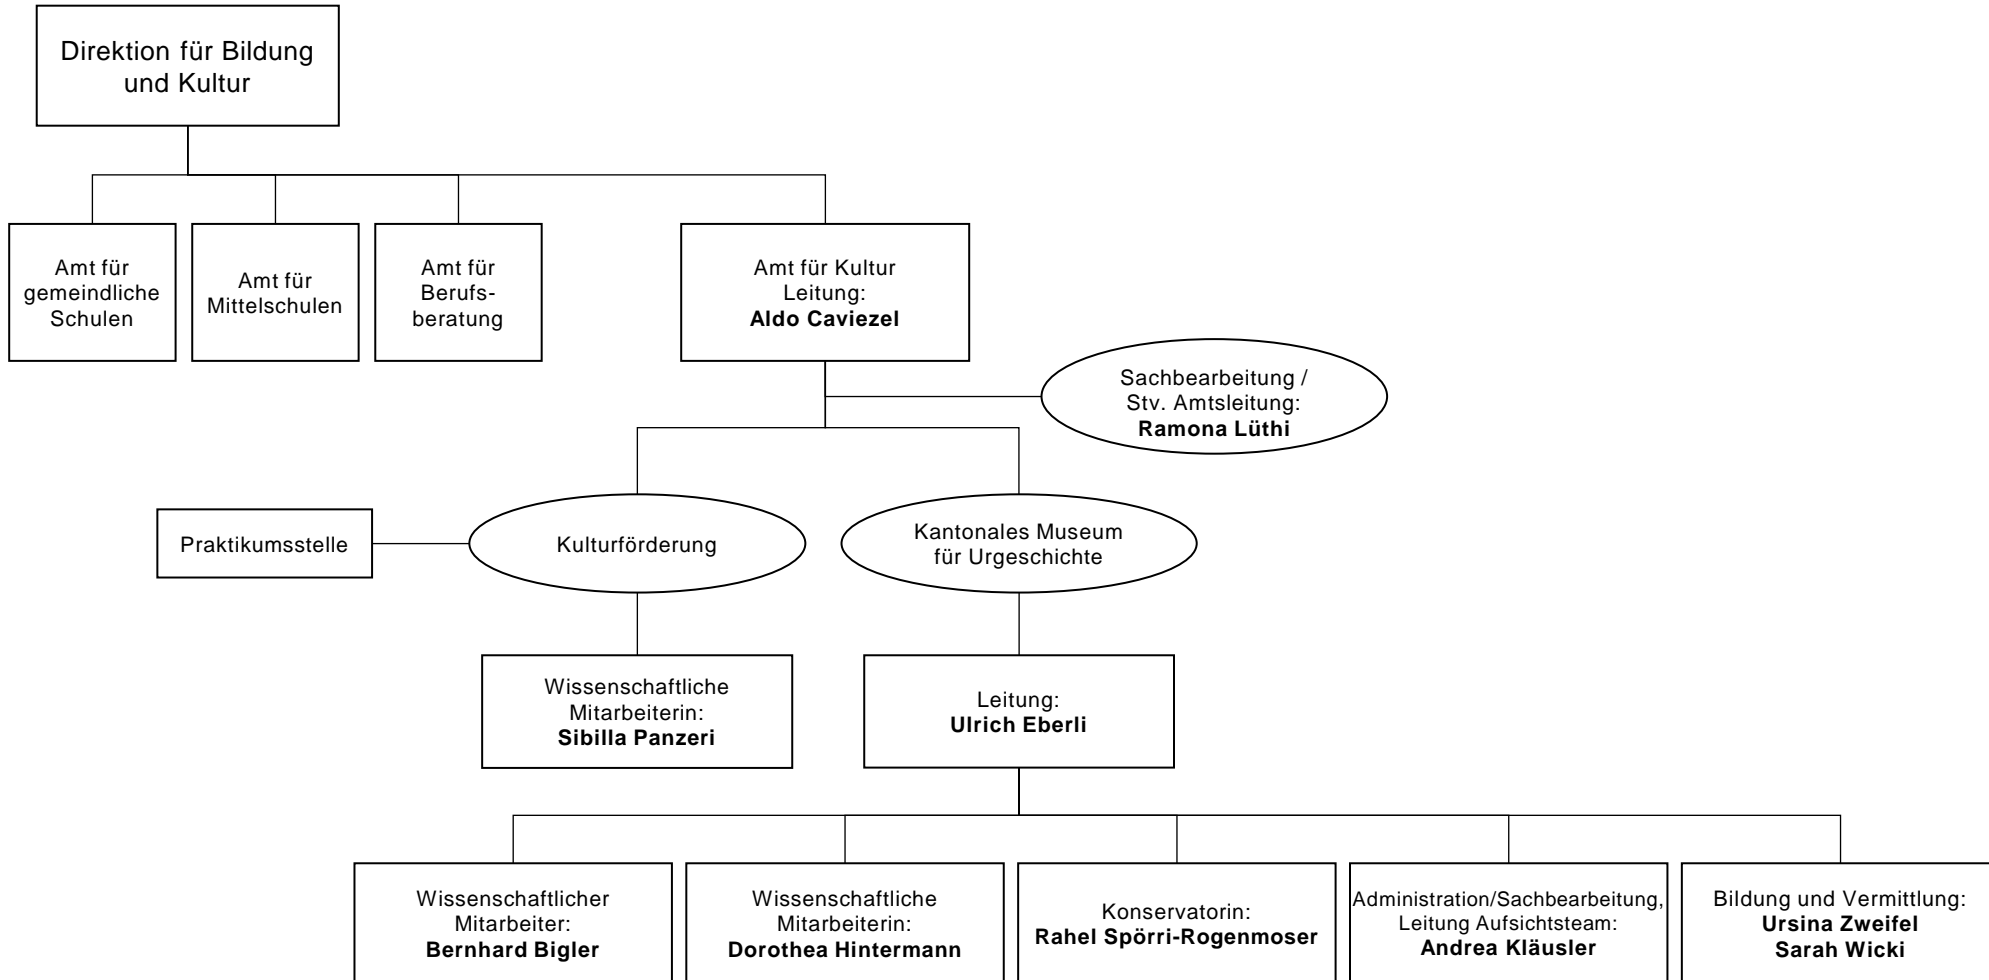 Direktion für Bildung
und Kultur
Amt für
gemeindliche
Schulen
Amt für
Mittelschulen
Amt für
Berufs-
beratung
Amt für Kultur
Leitung:
Aldo Caviezel
Sachbearbeitung /
Stv. Amtsleitung:
Ramona Lüthi
Praktikumsstelle
Kulturförderung
Kantonales Museum
für Urgeschichte
Wissenschaftliche
Mitarbeiterin:
Sibilla Panzeri
Leitung:
Ulrich Eberli
Wissenschaftlicher
Mitarbeiter:
Bernhard Bigler
Wissenschaftliche
Mitarbeiterin:
Dorothea Hintermann
Konservatorin:
Rahel Spörri-Rogenmoser
Administration/Sachbearbeitung,
Leitung Aufsichtsteam:
Andrea Kläusler
Bildung und Vermittlung:
Ursina Zweifel
Sarah Wicki